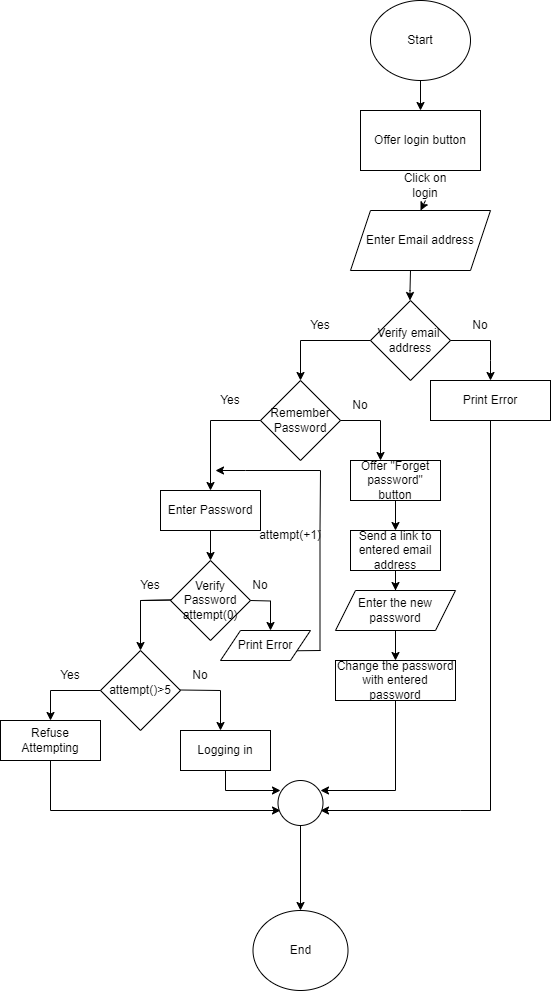 Start
Offer login button
Click on
login
Enter Email address
Verify email
address
Yes
No
Print Error
Remember
Password
Yes
No
Offer "Forget
password"
button
Enter Password
attempt(+1)
Send a link to
entered email
address
Verify
Password
attempt(0)
Yes
No
Enter the new
password
Print Error
Change the password
with entered
password
attempt()>5
Yes
No
Refuse
Attempting
Logging in
End